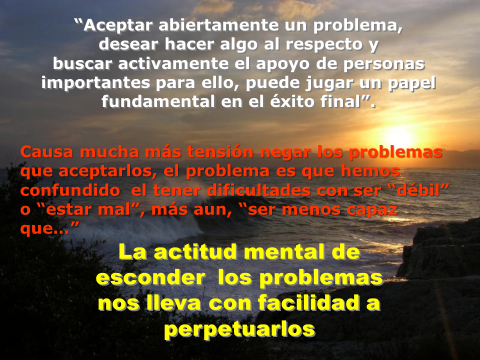 “Aceptar abiertamente un problema,
desear hacer algo al respecto y
buscar activamente el apoyo de personas
importantes para ello, puede jugar un papel
fundamental en el éxito final”.
Causa mucha más tensión negar los problemas
que aceptarlos, el problema es que hemos
confundido el tener dificultades con ser “débil”
o “estar mal”, más aun, “ser menos capaz
que...”
La actitud mental de
esconder los problemas
nos lleva con facilidad a
perpetuarlos